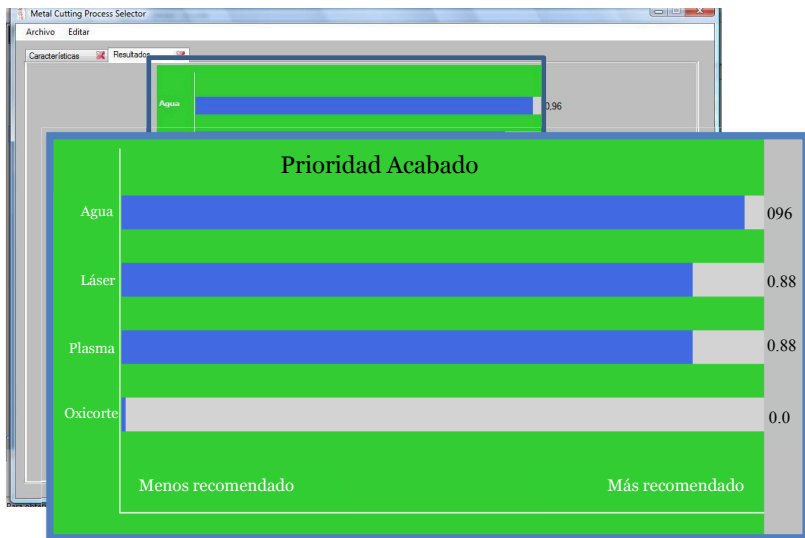 Metal Cutting Process Selector
Archivo Editar
Características Resultados
Agua 0,96
Prioridad Acabado
Agua 096
Láser 0.88
Plasma 0.88
Oxicorte 0.0
Menos recomendado Más recomendado